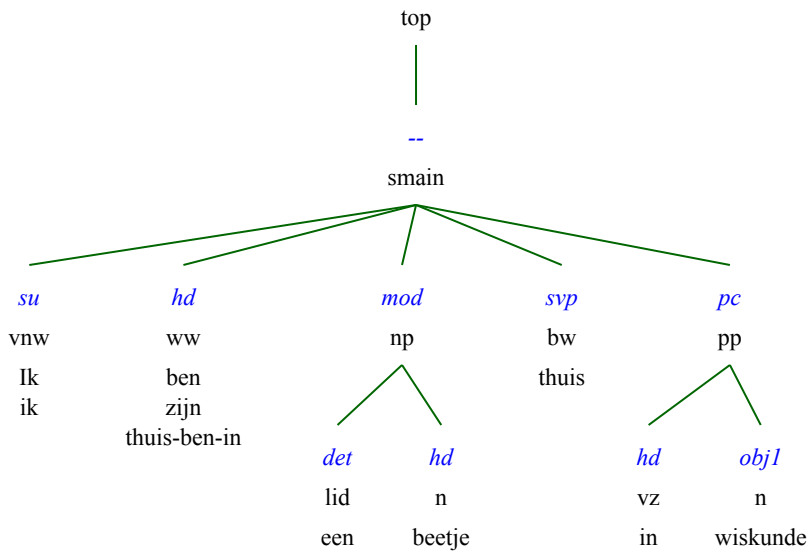 top
--
smain
su hd mod svp pc
vnw ww np bw pp
Ik ben thuis
ik zijn
thuis-ben-in
det hd hd obj1
lid n vz n
een beetje in wiskunde